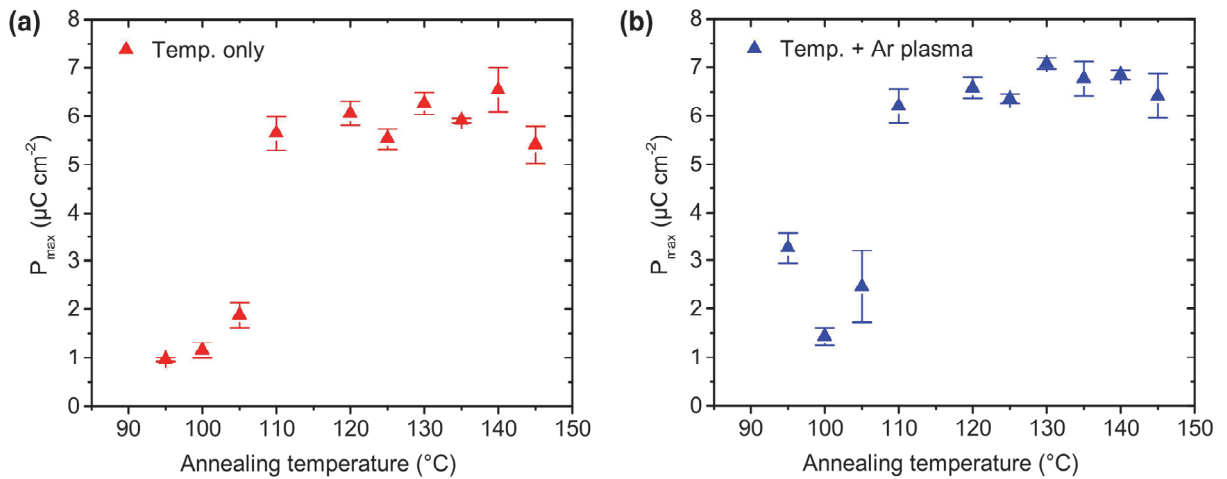 (a)
Temp. only
8
7
6
5
4
3
2
1
0
P_max (µC cm⁻²)
90 100 110 120 130 140 150
Annealing temperature (°C)
(b)
Temp. + Ar plasma
8
7
6
5
4
3
2
1
0
P_max (µC cm⁻²)
90 100 110 120 130 140 150
Annealing temperature (°C)